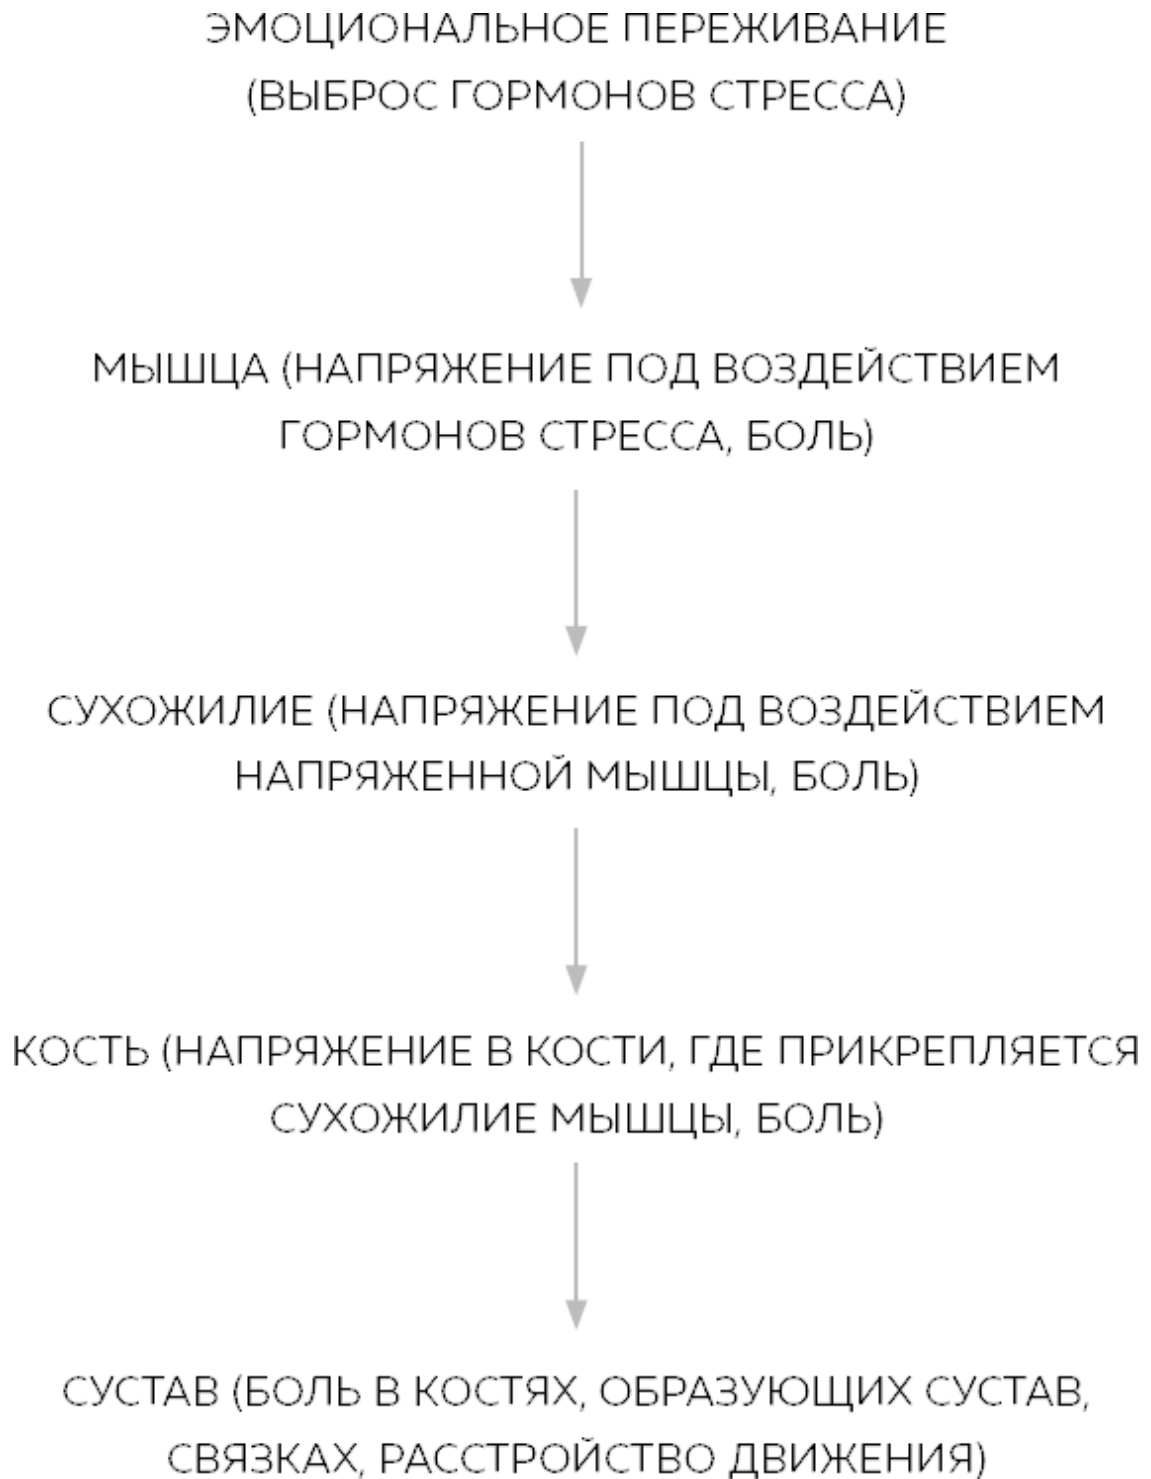 ЭМОЦИОНАЛЬНОЕ ПЕРЕЖИВАНИЕ
(ВЫБРОС ГОРМОНОВ СТРЕССА)
МЫШЦА (НАПРЯЖЕНИЕ ПОД ВОЗДЕЙСТВИЕМ
ГОРМОНОВ СТРЕССА, БОЛЬ)
СУХОЖИЛИЕ (НАПРЯЖЕНИЕ ПОД ВОЗДЕЙСТВИЕМ
НАПРЯЖЕННОЙ МЫШЦЫ, БОЛЬ)
КОСТЬ (НАПРЯЖЕНИЕ В КОСТИ, ГДЕ ПРИКРЕПЛЯЕТСЯ
СУХОЖИЛИЕ МЫШЦЫ, БОЛЬ)
СУСТАВ (БОЛЬ В КОСТЯХ, ОБРАЗУЮЩИХ СУСТАВ,
СВЯЗКАХ, РАССТРОЙСТВО ДВИЖЕНИЯ)